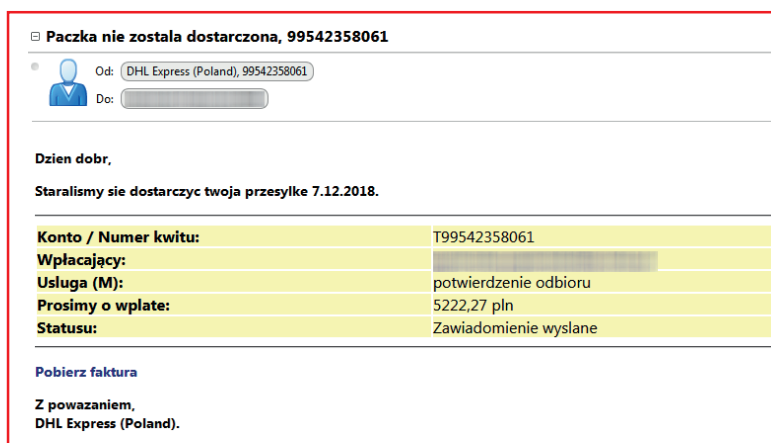 Paczka nie zostala dostarczona, 99542358061
Od: DHL Express (Poland), 99542358061
Do:
Dzien dobr,
Staralismy sie dostarczyc twoja przesylke 7.12.2018.
Konto / Numer kwitu: T99542358061
Wpłacający:
Usluga (M): potwierdzenie odbioru
Prosimy o wplate: 5222,27 pln
Statusu: Zawiadomienie wyslane
Pobierz faktura
Z powazaniem,
DHL Express (Poland).